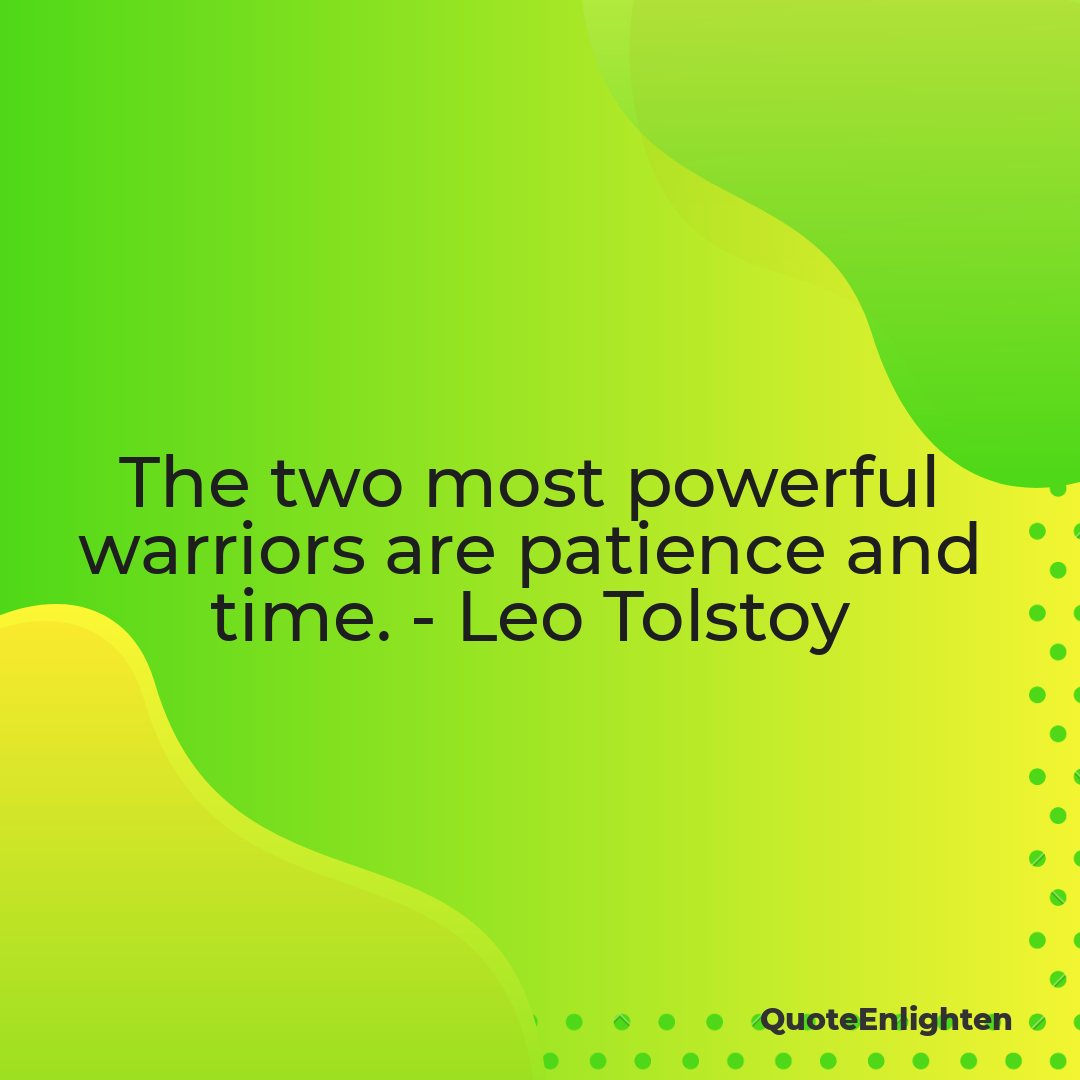 The two most powerful
warriors are patience and
time. - Leo Tolstoy
QuoteEnlighten